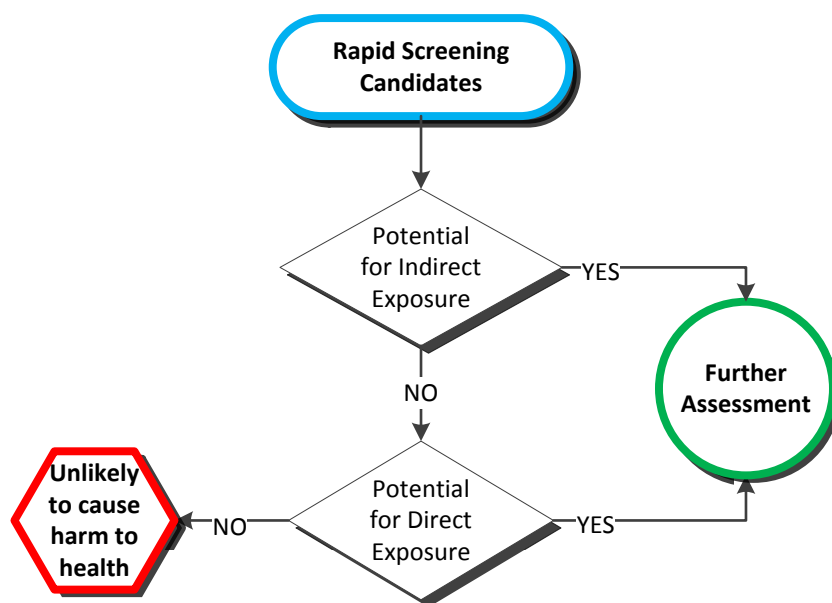 Rapid Screening
Candidates
Potential
for Indirect
Exposure
YES
Further
Assessment
NO
Potential
for Direct
Exposure
YES
NO
Unlikely
to cause
harm to
health